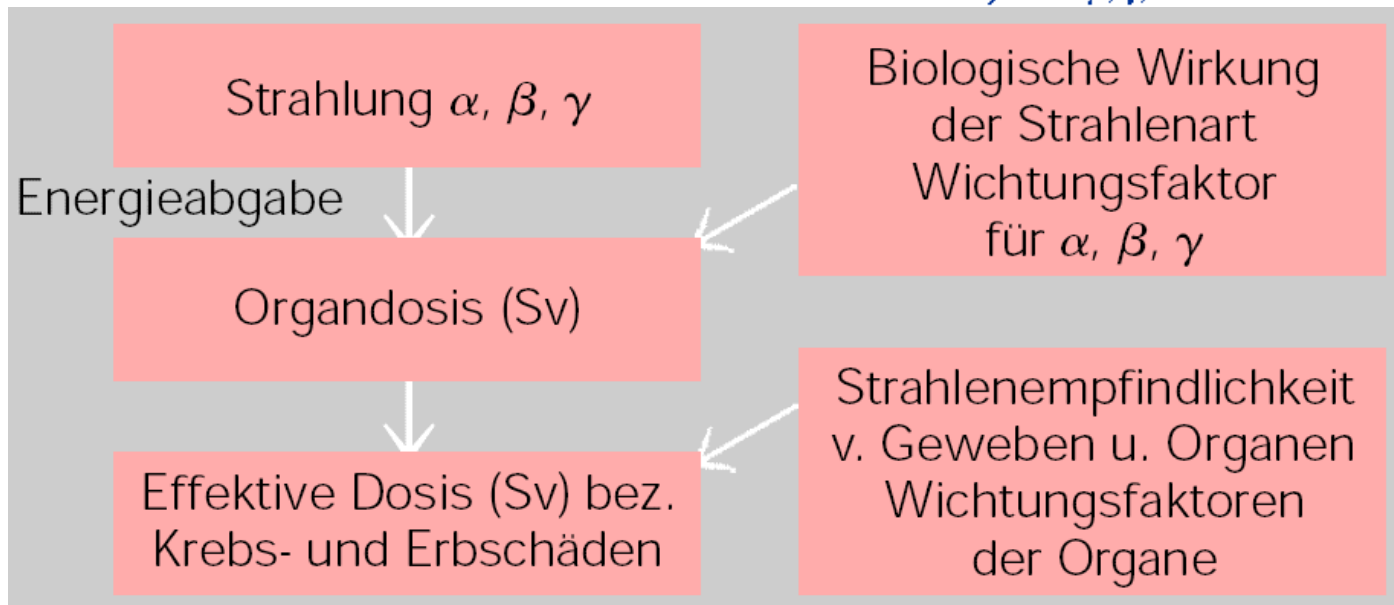 Strahlung α, β, γ
Energieabgabe
Organdosis (Sv)
Effektive Dosis (Sv) bez.
Krebs- und Erbschäden
Biologische Wirkung
der Strahlenart
Wichtungsfaktor
für α, β, γ
Strahlenempfindlichkeit
v. Geweben u. Organen
Wichtungsfaktoren
der Organe